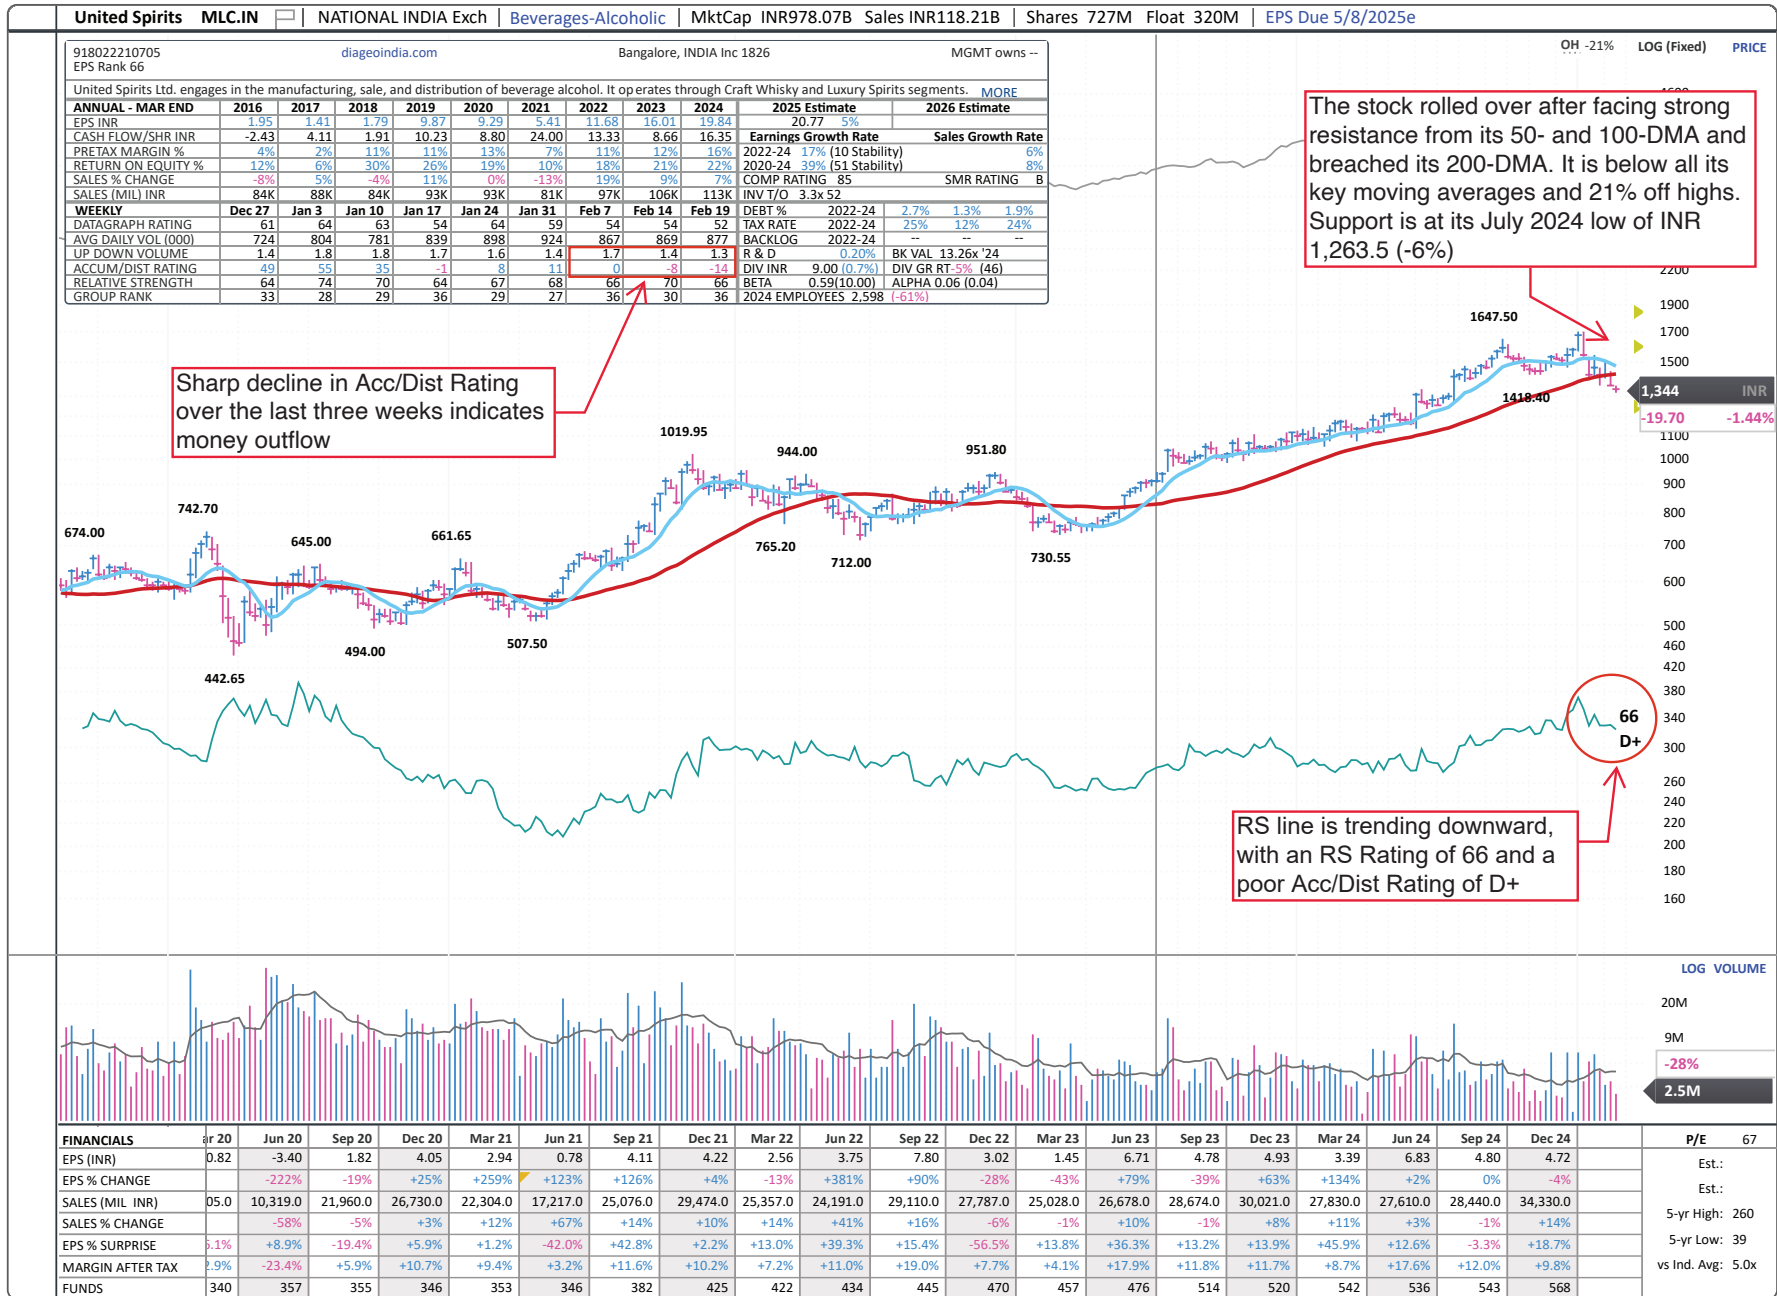 United Spirits MLC.IN NATIONAL INDIA Exch Beverages-Alcoholic MktCap INR978.07B Sales INR118.21B Shares 727M Float 320M EPS Due 5/8/2025e
OH -21% LOG (Fixed) PRICE
918022210705 diageoindia.com Bangalore, INDIA Inc 1826 MGMT owns --
EPS Rank 66
United Spirits Ltd. engages in the manufacturing, sale, and distribution of beverage alcohol. It operates through Craft Whisky and Luxury Spirits segments. MORE
ANNUAL - MAR END 2016 2017 2018 2019 2020 2021 2022 2023 2024 2025 Estimate 2026 Estimate
EPS INR 1.95 1.41 1.79 9.87 9.29 5.41 11.68 16.01 19.84 20.77 5%
CASH FLOW/SHR INR -2.43 4.11 1.91 10.23 8.80 24.00 13.33 8.66 16.35 Earnings Growth Rate Sales Growth Rate
PRETAX MARGIN % 4% 2% 11% 11% 13% 7% 11% 12% 16% 2022-24 17% (10 Stability) 6%
RETURN ON EQUITY % 12% 6% 30% 26% 19% 10% 18% 21% 22% 2020-24 39% (51 Stability) 8%
SALES % CHANGE -8% 5% -4% 11% 0% -13% 19% 9% 7% COMP RATING 85 SMR RATING B
SALES (MIL) INR 84K 88K 84K 93K 93K 81K 97K 106K 113K INV T/O 3.3x 52
WEEKLY Dec 27 Jan 3 Jan 10 Jan 17 Jan 24 Jan 31 Feb 7 Feb 14 Feb 19 DEBT % 2022-24 2.7% 1.3% 1.9%
DATAGRAPH RATING 61 64 63 54 64 59 54 54 52 TAX RATE 2022-24 25% 12% 24%
AVG DAILY VOL (000) 724 804 781 839 898 924 867 869 877 BACKLOG 2022-24 -- -- --
UP DOWN VOLUME 1.4 1.8 1.8 1.7 1.6 1.4 1.7 1.4 1.3 R & D 0.20% BK VAL 13.26x '24
ACCUM/DIST RATING 49 55 35 -1 8 11 0 -8 -14 DIV INR 9.00 (0.7%) DIV GR RT -5% (46)
RELATIVE STRENGTH 64 74 70 64 67 68 66 70 66 BETA 0.59(10.00) ALPHA 0.06 (0.04)
GROUP RANK 33 28 29 36 29 27 36 30 36 2024 EMPLOYEES 2,598 (-61%)
The stock rolled over after facing strong
resistance from its 50- and 100-DMA and
breached its 200-DMA. It is below all its
key moving averages and 21% off highs.
Support is at its July 2024 low of INR
1,263.5 (-6%)
Sharp decline in Acc/Dist Rating
over the last three weeks indicates
money outflow
2200
1900
1700
1500
1,344 INR
-19.70 -1.44%
1100
1000
900
800
700
600
500
460
420
380
340
300
260
240
220
200
180
160
1647.50
1418.40
1019.95
944.00
951.80
742.70
674.00
645.00
661.65
765.20
712.00
730.55
507.50
494.00
442.65
66
D+
RS line is trending downward,
with an RS Rating of 66 and a
poor Acc/Dist Rating of D+
LOG VOLUME
20M
9M
-28%
2.5M
FINANCIALS ar 20 Jun 20 Sep 20 Dec 20 Mar 21 Jun 21 Sep 21 Dec 21 Mar 22 Jun 22 Sep 22 Dec 22 Mar 23 Jun 23 Sep 23 Dec 23 Mar 24 Jun 24 Sep 24 Dec 24
EPS (INR) 0.82 -3.40 1.82 4.05 2.94 0.78 4.11 4.22 2.56 3.75 7.80 3.02 1.45 6.71 4.78 4.93 3.39 6.83 4.80 4.72
EPS % CHANGE -222% -19% +25% +259% +123% +126% +4% -13% +381% +90% -28% -43% +79% -39% +63% +134% +2% 0% -4%
SALES (MIL INR) 05.0 10,319.0 21,960.0 26,730.0 22,304.0 17,217.0 25,076.0 29,474.0 25,357.0 24,191.0 29,110.0 27,787.0 25,028.0 26,678.0 28,674.0 30,021.0 27,830.0 27,610.0 28,440.0 34,330.0
SALES % CHANGE -58% -5% +3% +12% +67% +14% +10% +14% +41% +16% -6% -1% +10% -1% +8% +11% +3% -1% +14%
EPS % SURPRISE 5.1% +8.9% -19.4% +5.9% +1.2% -42.0% +42.8% +2.2% +13.0% +39.3% +15.4% -56.5% +13.8% +36.3% +13.2% +13.9% +45.9% +12.6% -3.3% +18.7%
MARGIN AFTER TAX 2.9% -23.4% +5.9% +10.7% +9.4% +3.2% +11.6% +10.2% +7.2% +11.0% +19.0% +7.7% +4.1% +17.9% +11.8% +11.7% +8.7% +17.6% +12.0% +9.8%
FUNDS 340 357 355 346 353 346 382 425 422 434 445 470 457 476 514 520 542 536 543 568
P/E 67
Est.:
Est.:
5-yr High: 260
5-yr Low: 39
vs Ind. Avg: 5.0x